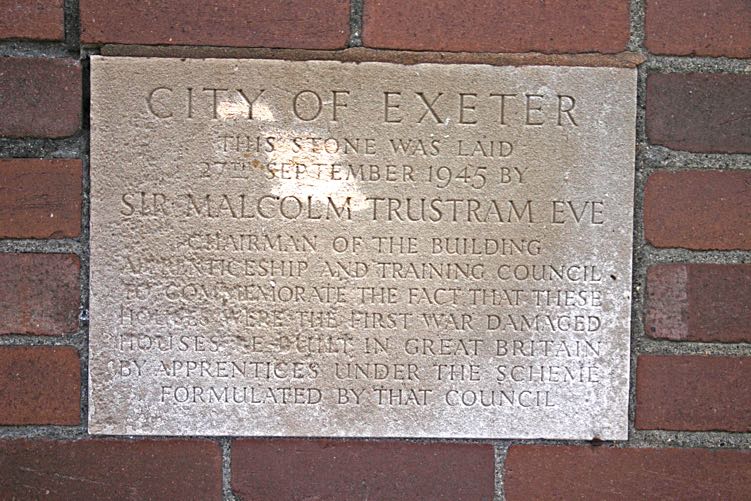 CITY OF EXETER
THIS STONE WAS LAID
27TH SEPTEMBER 1945 BY
SIR MALCOLM TRUSTRAM EVE
CHAIRMAN OF THE BUILDING
APPRENTICESHIP AND TRAINING COUNCIL
TO COMMEMORATE THE FACT THAT THESE
HOUSES WERE THE FIRST WAR DAMAGED
HOUSES REBUILT IN GREAT BRITAIN
BY APPRENTICES UNDER THE SCHEME
FORMULATED BY THAT COUNCIL